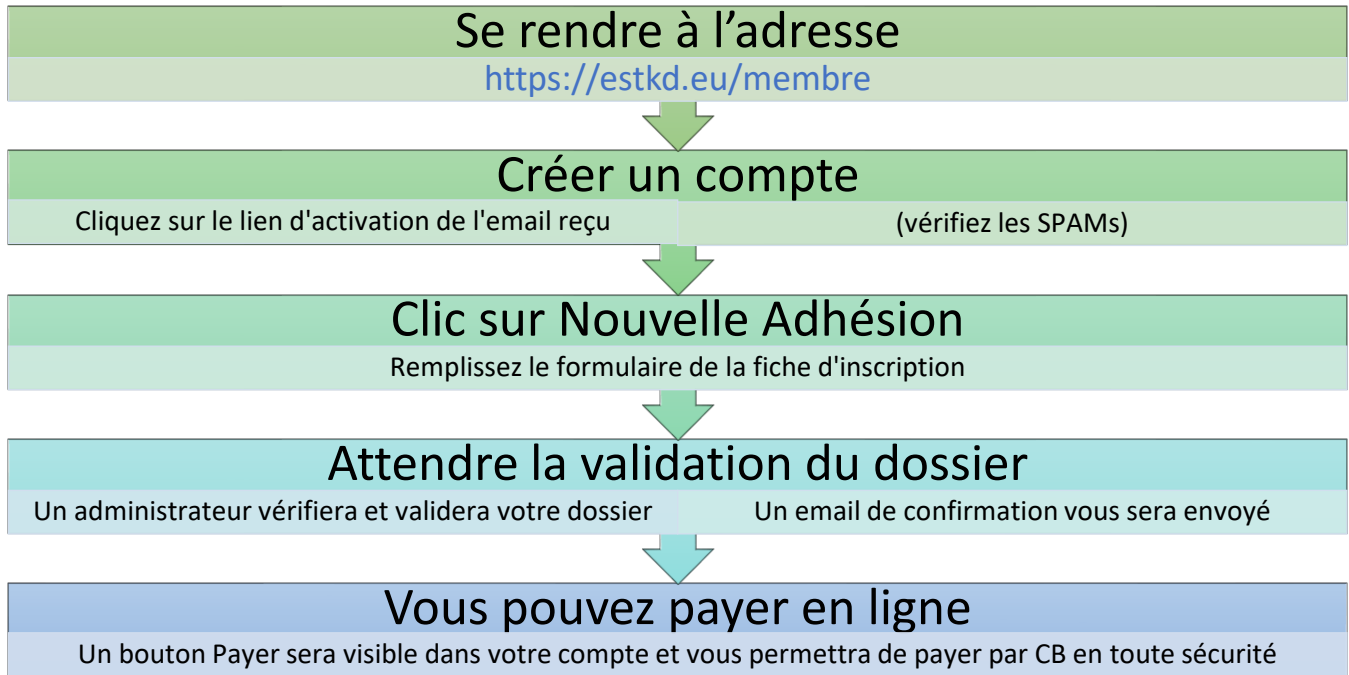 Se rendre à l’adresse
https://estkd.eu/membre
Créer un compte
Cliquez sur le lien d'activation de l'email reçu
(vérifiez les SPAMs)
Clic sur Nouvelle Adhésion
Remplissez le formulaire de la fiche d'inscription
Attendre la validation du dossier
Un administrateur vérifiera et validera votre dossier
Un email de confirmation vous sera envoyé
Vous pouvez payer en ligne
Un bouton Payer sera visible dans votre compte et vous permettra de payer par CB en toute sécurité